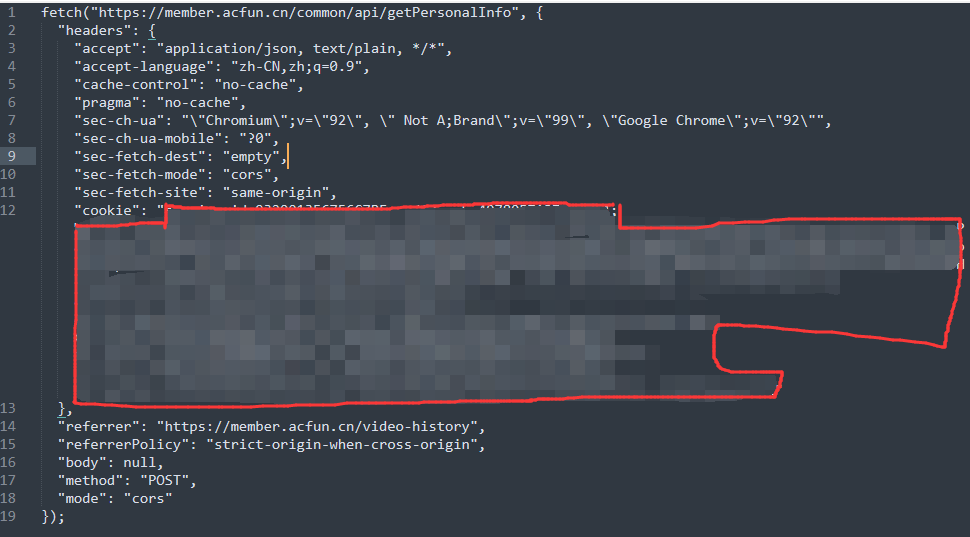 1 fetch("https://member.acfun.cn/common/api/getPersonalInfo", {
2 "headers": {
3 "accept": "application/json, text/plain, */*",
4 "accept-language": "zh-CN,zh;q=0.9",
5 "cache-control": "no-cache",
6 "pragma": "no-cache",
7 "sec-ch-ua": "\"Chromium\";v=\"92\", \" Not A;Brand\";v=\"99\", \"Google Chrome\";v=\"92\"",
8 "sec-ch-ua-mobile": "?0",
9 "sec-fetch-dest": "empty",
10 "sec-fetch-mode": "cors",
11 "sec-fetch-site": "same-origin",
12 "cookie": "
13 },
14 "referrer": "https://member.acfun.cn/video-history",
15 "referrerPolicy": "strict-origin-when-cross-origin",
16 "body": null,
17 "method": "POST",
18 "mode": "cors"
19 });